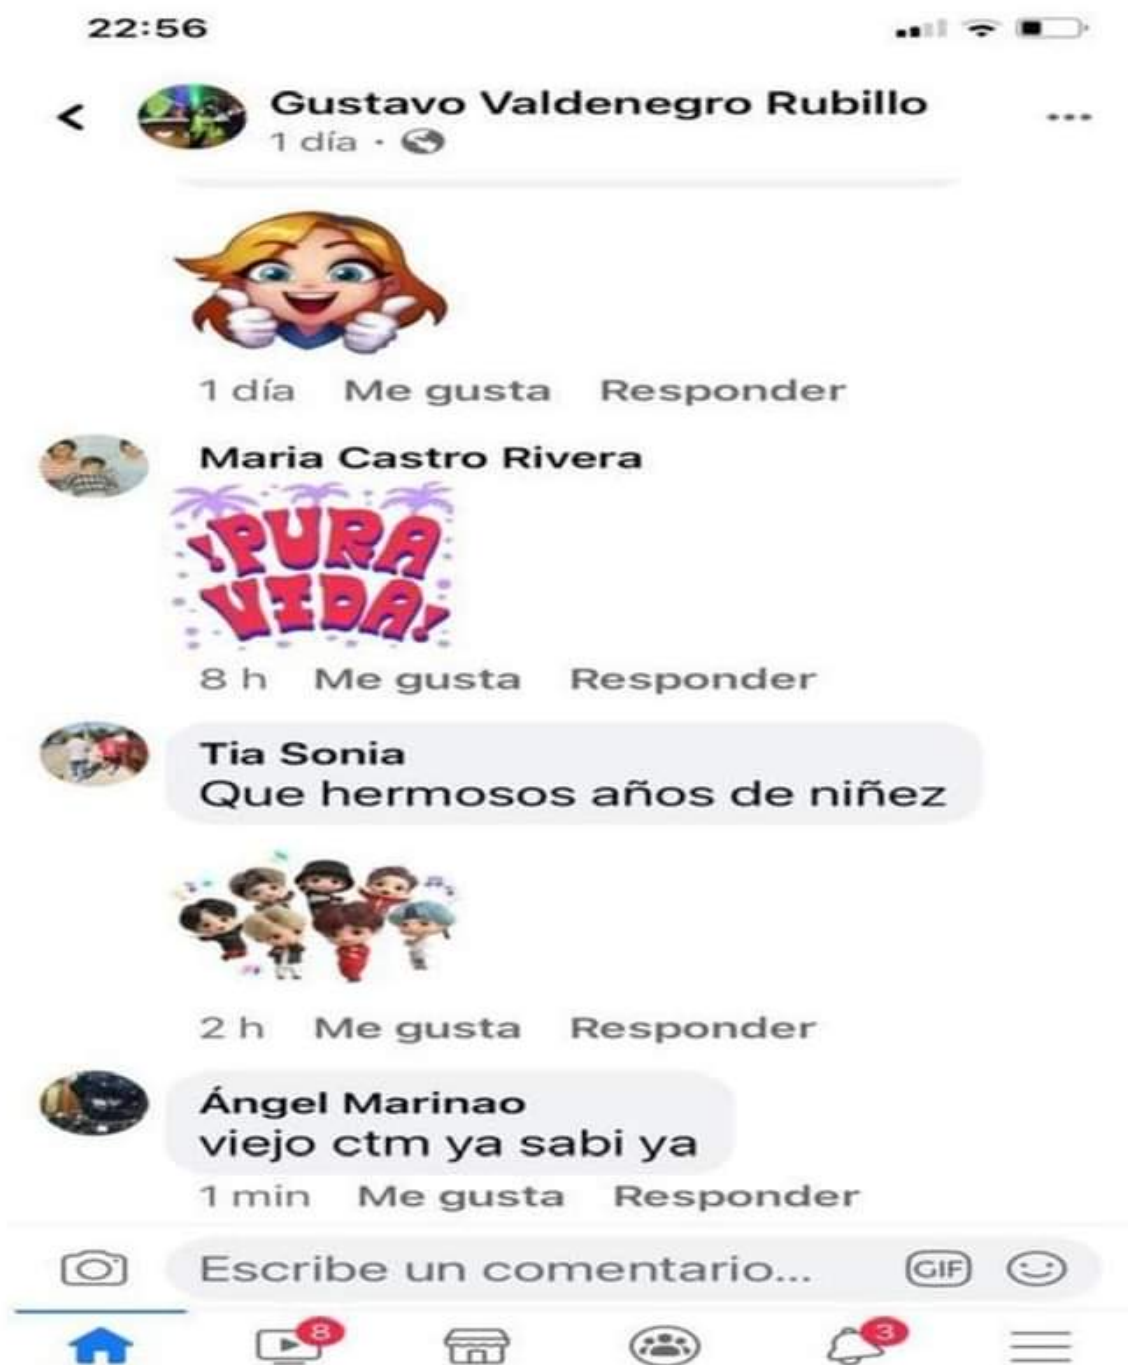 22:56
Gustavo Valdenegro Rubillo
1 día ·
1 día Me gusta Responder
Maria Castro Rivera
¡PURA
VIDA!
8 h Me gusta Responder
Tia Sonia
Que hermosos años de niñez
2 h Me gusta Responder
Ángel Marinao
viejo ctm ya sabi ya
1 min Me gusta Responder
Escribe un comentario... GIF
8 3